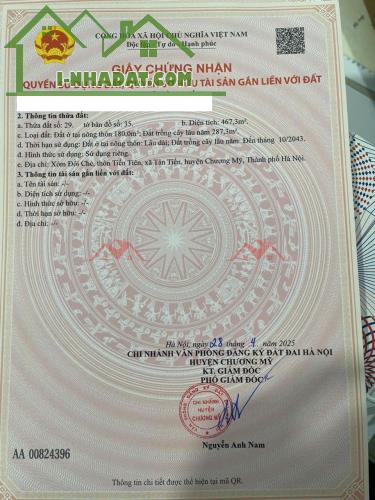 CỘNG HÒA XÃ HỘI CHỦ NGHĨA VIỆT NAM
Độc lập - Tự do - Hạnh phúc
GIẤY CHỨNG NHẬN
QUYỀN SỬ DỤNG ĐẤT, QUYỀN SỞ HỮU TÀI SẢN GẮN LIỀN VỚI ĐẤT
I-NHADAT.COM
2. Thông tin thửa đất:
a. Thửa đất số: 29. tờ bản đồ số: 35. b. Diện tích: 467,3m².
c. Loại đất: Đất ở tại nông thôn 180.0m²; Đất trồng cây lâu năm 287,3m².
d. Thời hạn sử dụng: Đất ở tại nông thôn: Lâu dài; Đất trồng cây lâu năm: Đến tháng 10/2043.
đ. Hình thức sử dụng: Sử dụng riêng.
e. Địa chỉ: Xóm Đồi Chè, thôn Tiến Tiên, xã Tân Tiến, huyện Chương Mỹ, Thành phố Hà Nội.
3. Thông tin tài sản gắn liền với đất:
a. Tên tài sản: -/-
b. Diện tích sử dụng: -/-
c. Hình thức sở hữu: -/-
d. Thời hạn sở hữu: -/-
đ. Địa chỉ: -/-
Hà Nội, ngày 28 tháng 4 năm 2025
CHI NHÁNH VĂN PHÒNG ĐĂNG KÝ ĐẤT ĐAI HÀ NỘI
HUYỆN CHƯƠNG MỸ
KT. GIÁM ĐỐC
PHÓ GIÁM ĐỐC
CHI NHÁNH
HUYỆN
CHƯƠNG MỸ
Nguyễn Anh Nam
AA 00824396
Thông tin chi tiết được thể hiện tại mã QR.